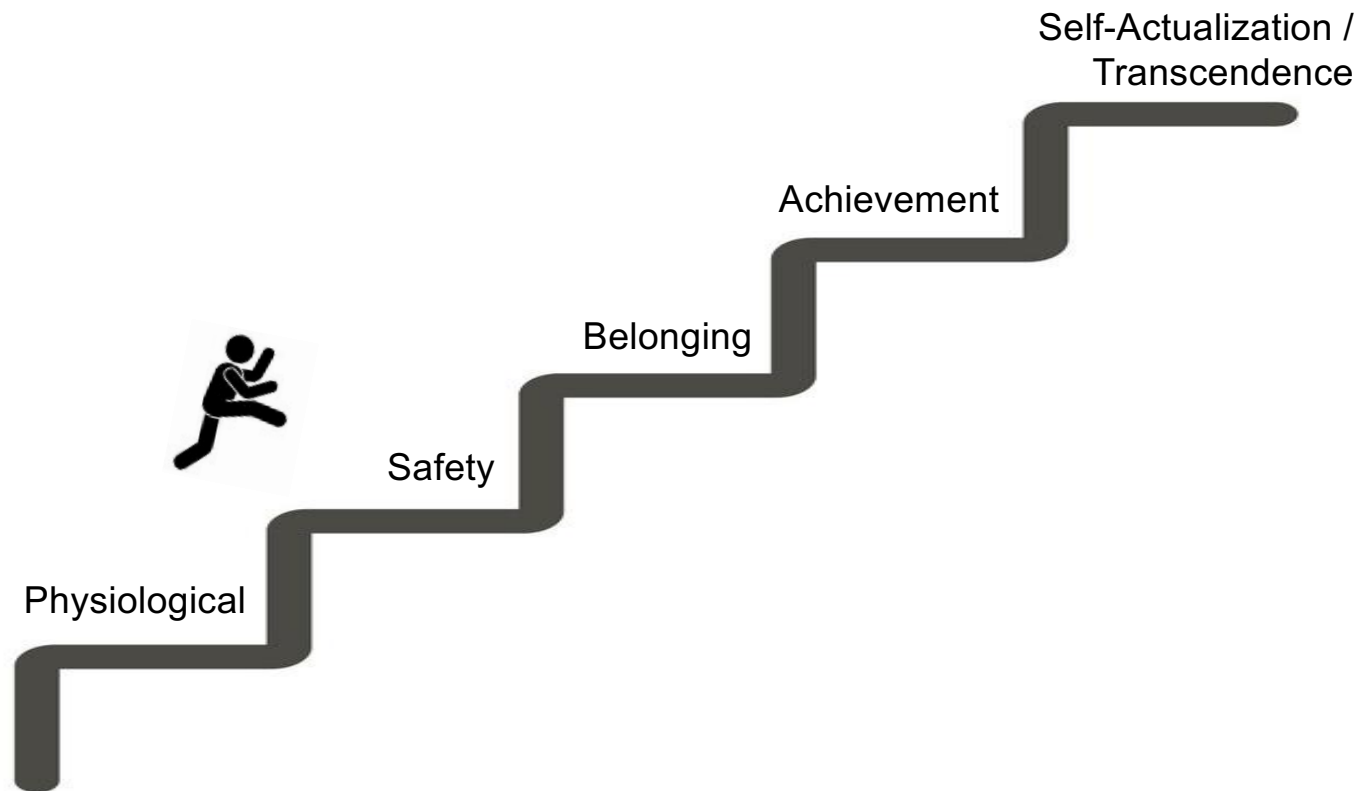 Self-Actualization /
Transcendence
Achievement
Belonging
Safety
Physiological